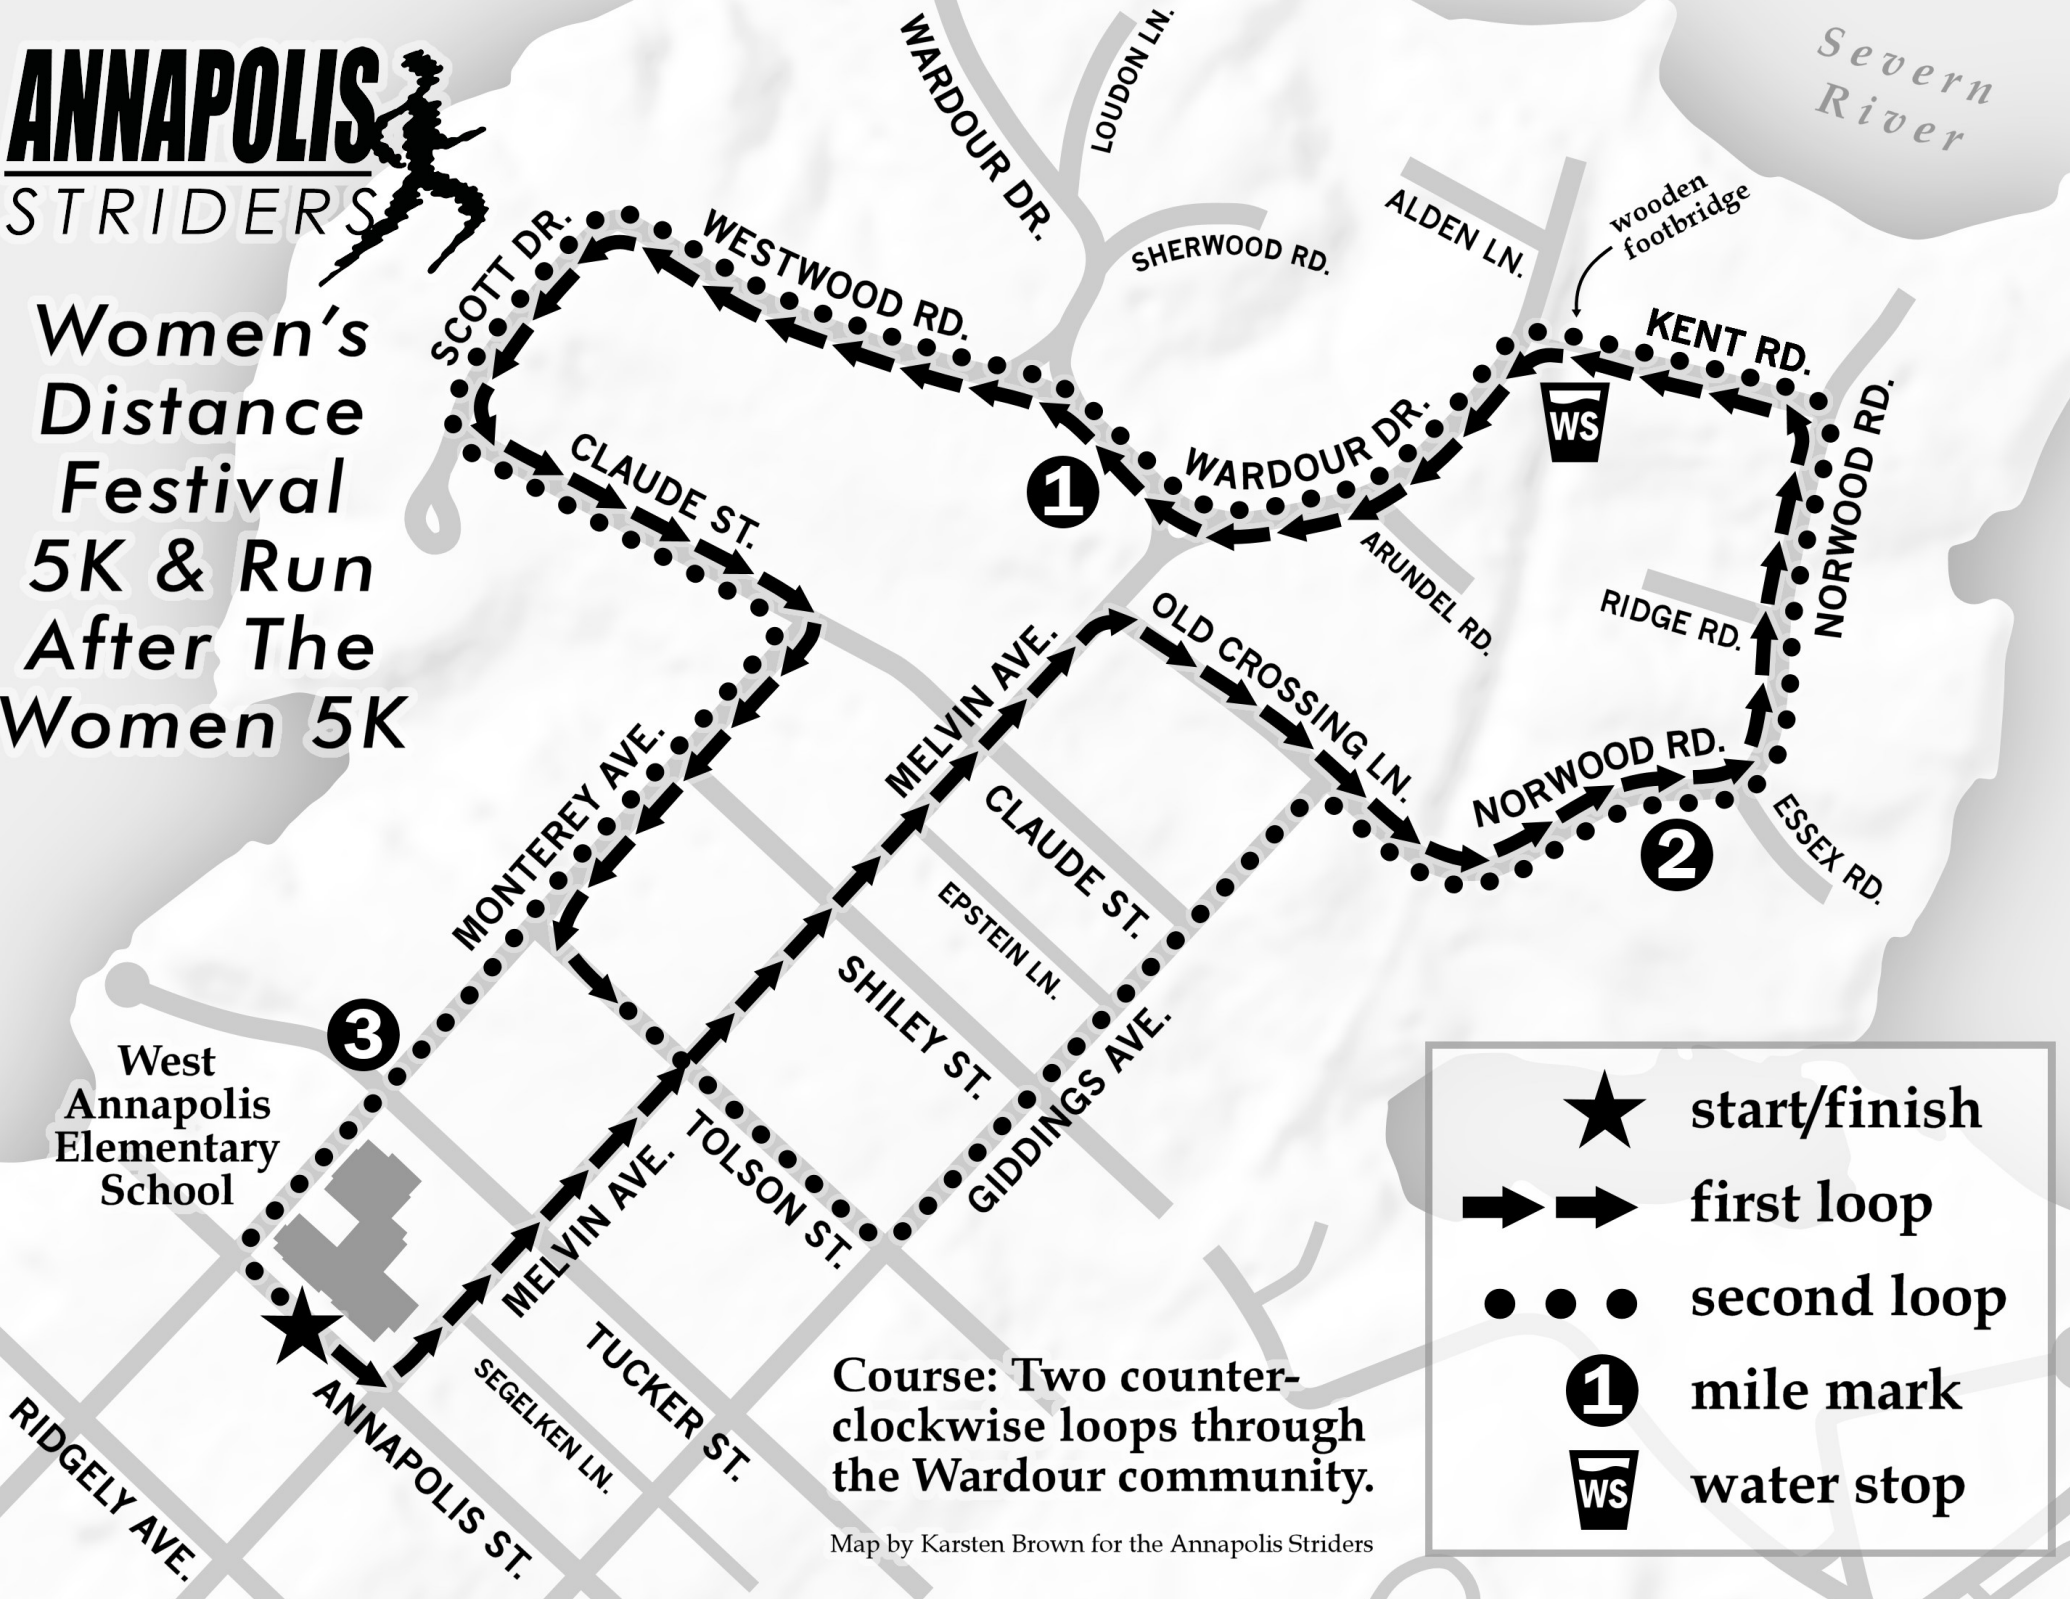 ANNAPOLIS
STRIDERS
Women's
Distance
Festival
5K & Run
After The
Women 5K
Severn
River
WARDOUR DR.
LOUDON LN.
SHERWOOD RD.
ALDEN LN.
wooden
footbridge
KENT RD.
WS
NORWOOD RD.
SCOTT DR.
WESTWOOD RD.
WARDOUR DR.
1
CLAUDE ST.
ARUNDEL RD.
RIDGE RD.
OLD CROSSING LN.
MELVIN AVE.
NORWOOD RD.
2
ESSEX RD.
MONTEREY AVE.
CLAUDE ST.
EPSTEIN LN.
SHILEY ST.
GIDDINGS AVE.
3
West
Annapolis
Elementary
School
TOLSON ST.
MELVIN AVE.
TUCKER ST.
SEGELKEN LN.
ANNAPOLIS ST.
RIDGELY AVE.
Course: Two counter-
clockwise loops through
the Wardour community.
Map by Karsten Brown for the Annapolis Striders
start/finish
first loop
second loop
1 mile mark
WS water stop